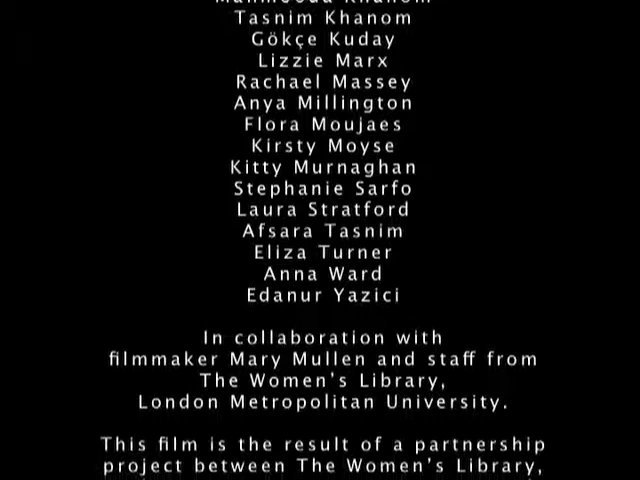 Tasnim Khanom
Gökçe Kuday
Lizzie Marx
Rachael Massey
Anya Millington
Flora Moujaes
Kirsty Moyse
Kitty Murnaghan
Stephanie Sarfo
Laura Stratford
Afsara Tasnim
Eliza Turner
Anna Ward
Edanur Yazici
In collaboration with
filmmaker Mary Mullen and staff from
The Women's Library,
London Metropolitan University.
This film is the result of a partnership
project between The Women's Library,